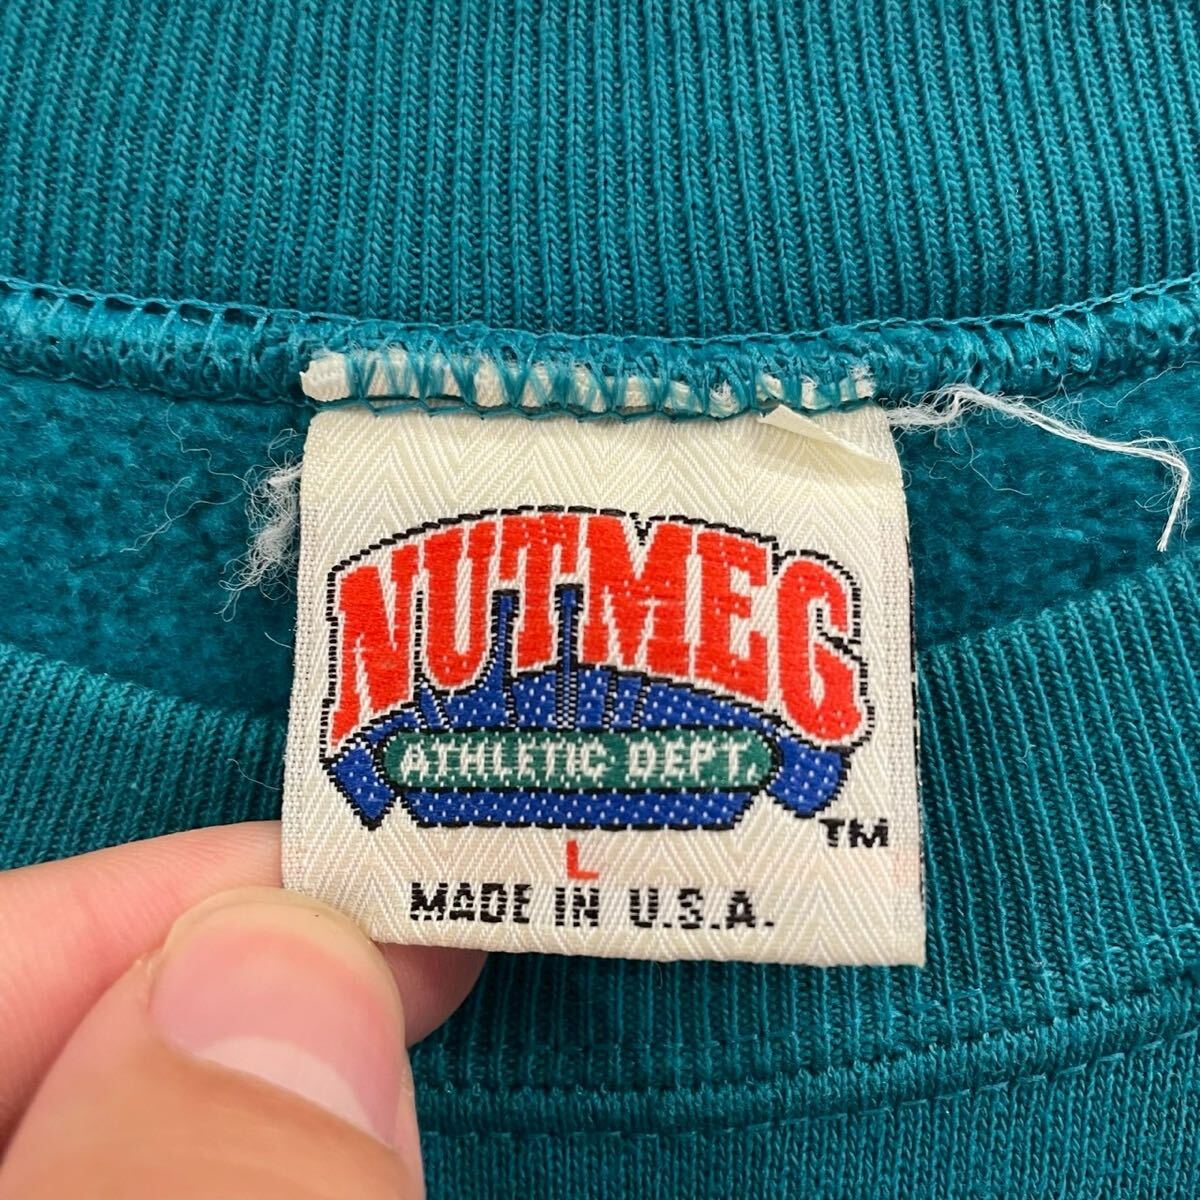 NUTMEG
ATHLETIC DEPT.
TM
L
MADE IN U.S.A.